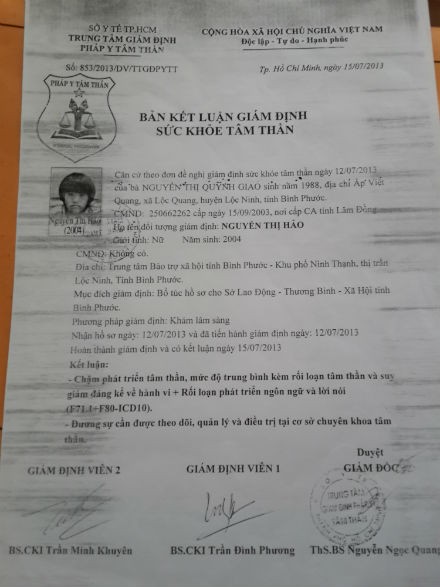 SỞ Y TẾ TP.HCM
TRUNG TÂM GIÁM ĐỊNH
PHÁP Y TÂM THẦN
CỘNG HÒA XÃ HỘI CHỦ NGHĨA VIỆT NAM
Độc lập - Tự do - Hạnh phúc
Số: 853/2013/DV/TTGĐPYTT
Tp. Hồ Chí Minh, ngày 15/07/2013
PHÁP Y TÂM THẦN
BẢN KẾT LUẬN GIÁM ĐỊNH
SỨC KHỎE TÂM THẦN
Căn cứ theo đơn đề nghị giám định sức khỏe tâm thần ngày 12/07/2013
của bà NGUYỄN THỊ QUỲNH GIAO sinh năm 1988, địa chỉ Ấp Việt
Quang, xã Lộc Quang, huyện Lộc Ninh, tỉnh Bình Phước.
CMND: 250662262 cấp ngày 15/09/2003, nơi cấp CA tỉnh Lâm Đồng
Nguyễn Thị Hảo
(2004)
Họ tên đối tượng giám định: NGUYỄN THỊ HẢO
Giới tính: Nữ Năm sinh: 2004
CMND: Không có.
Địa chỉ: Trung tâm Bảo trợ xã hội tỉnh Bình Phước - Khu phố Ninh Thạnh, thị trấn
Lộc Ninh, Tỉnh Bình Phước.
Mục đích giám định: Bổ túc hồ sơ cho Sở Lao Động - Thương Binh - Xã Hội tỉnh
Bình Phước.
Phương pháp giám định: Khám lâm sàng
Nhận hồ sơ ngày: 12/07/2013 và đã tiến hành giám định ngày: 12/07/2013
Hoàn thành giám định và có kết luận ngày 15/07/2013
Kết luận:
- Chậm phát triển tâm thần, mức độ trung bình kèm rối loạn tâm thần và suy
giảm đáng kể về hành vi + Rối loạn phát triển ngôn ngữ và lời nói
(F71.1+F80-ICD10).
- Đương sự cần được theo dõi, quản lý và điều trị tại cơ sở chuyên khoa tâm
thần.
Duyệt
GIÁM ĐỊNH VIÊN 2 GIÁM ĐỊNH VIÊN 1 GIÁM ĐỐC
TRUNG TÂM
GIÁM ĐỊNH PHÁP Y
TÂM THẦN
BS.CKI Trần Minh Khuyên BS.CKI Trần Đình Phương ThS.BS Nguyễn Ngọc Quang